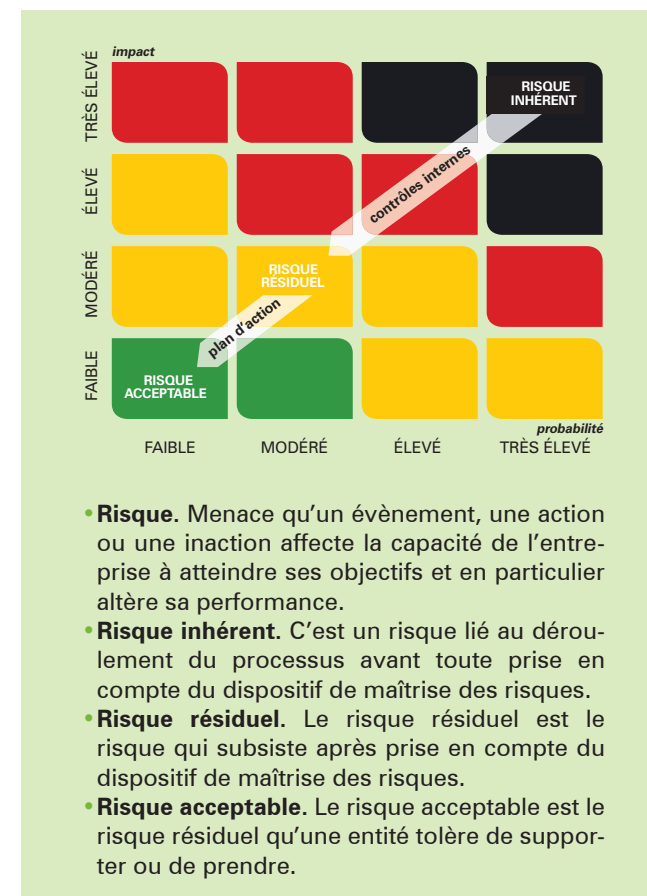 impact
TRÈS ÉLEVÉ
RISQUE
INHÉRENT
contrôles internes
ÉLEVÉ
MODÉRÉ
RISQUE
RÉSIDUEL
plan d'action
FAIBLE
RISQUE
ACCEPTABLE
probabilité
FAIBLE MODÉRÉ ÉLEVÉ TRÈS ÉLEVÉ
•Risque. Menace qu'un évènement, une action
ou une inaction affecte la capacité de l'entre-
prise à atteindre ses objectifs et en particulier
altère sa performance.
•Risque inhérent. C'est un risque lié au dérou-
lement du processus avant toute prise en
compte du dispositif de maîtrise des risques.
•Risque résiduel. Le risque résiduel est le
risque qui subsiste après prise en compte du
dispositif de maîtrise des risques.
•Risque acceptable. Le risque acceptable est le
risque résiduel qu'une entité tolère de suppor-
ter ou de prendre.